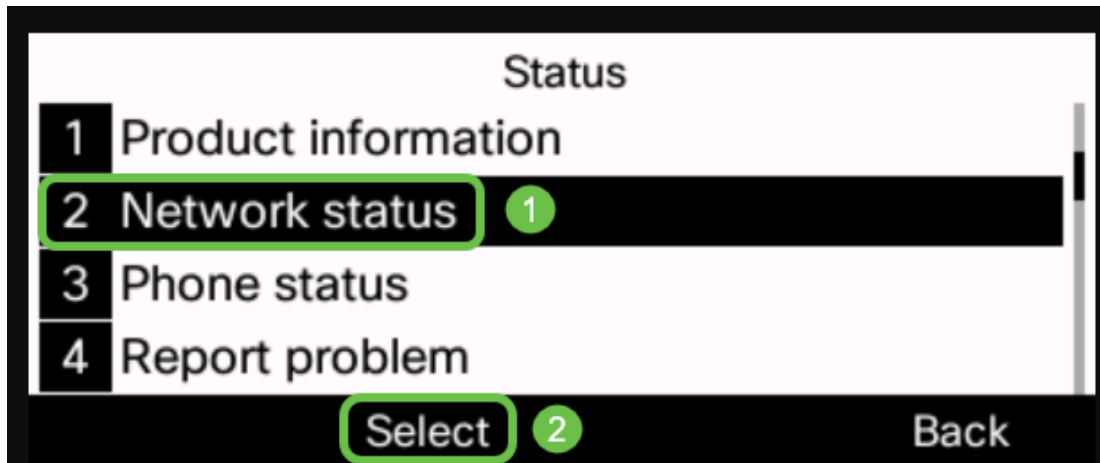 Status
1 Product information
2 Network status 1
3 Phone status
4 Report problem
Select 2 Back